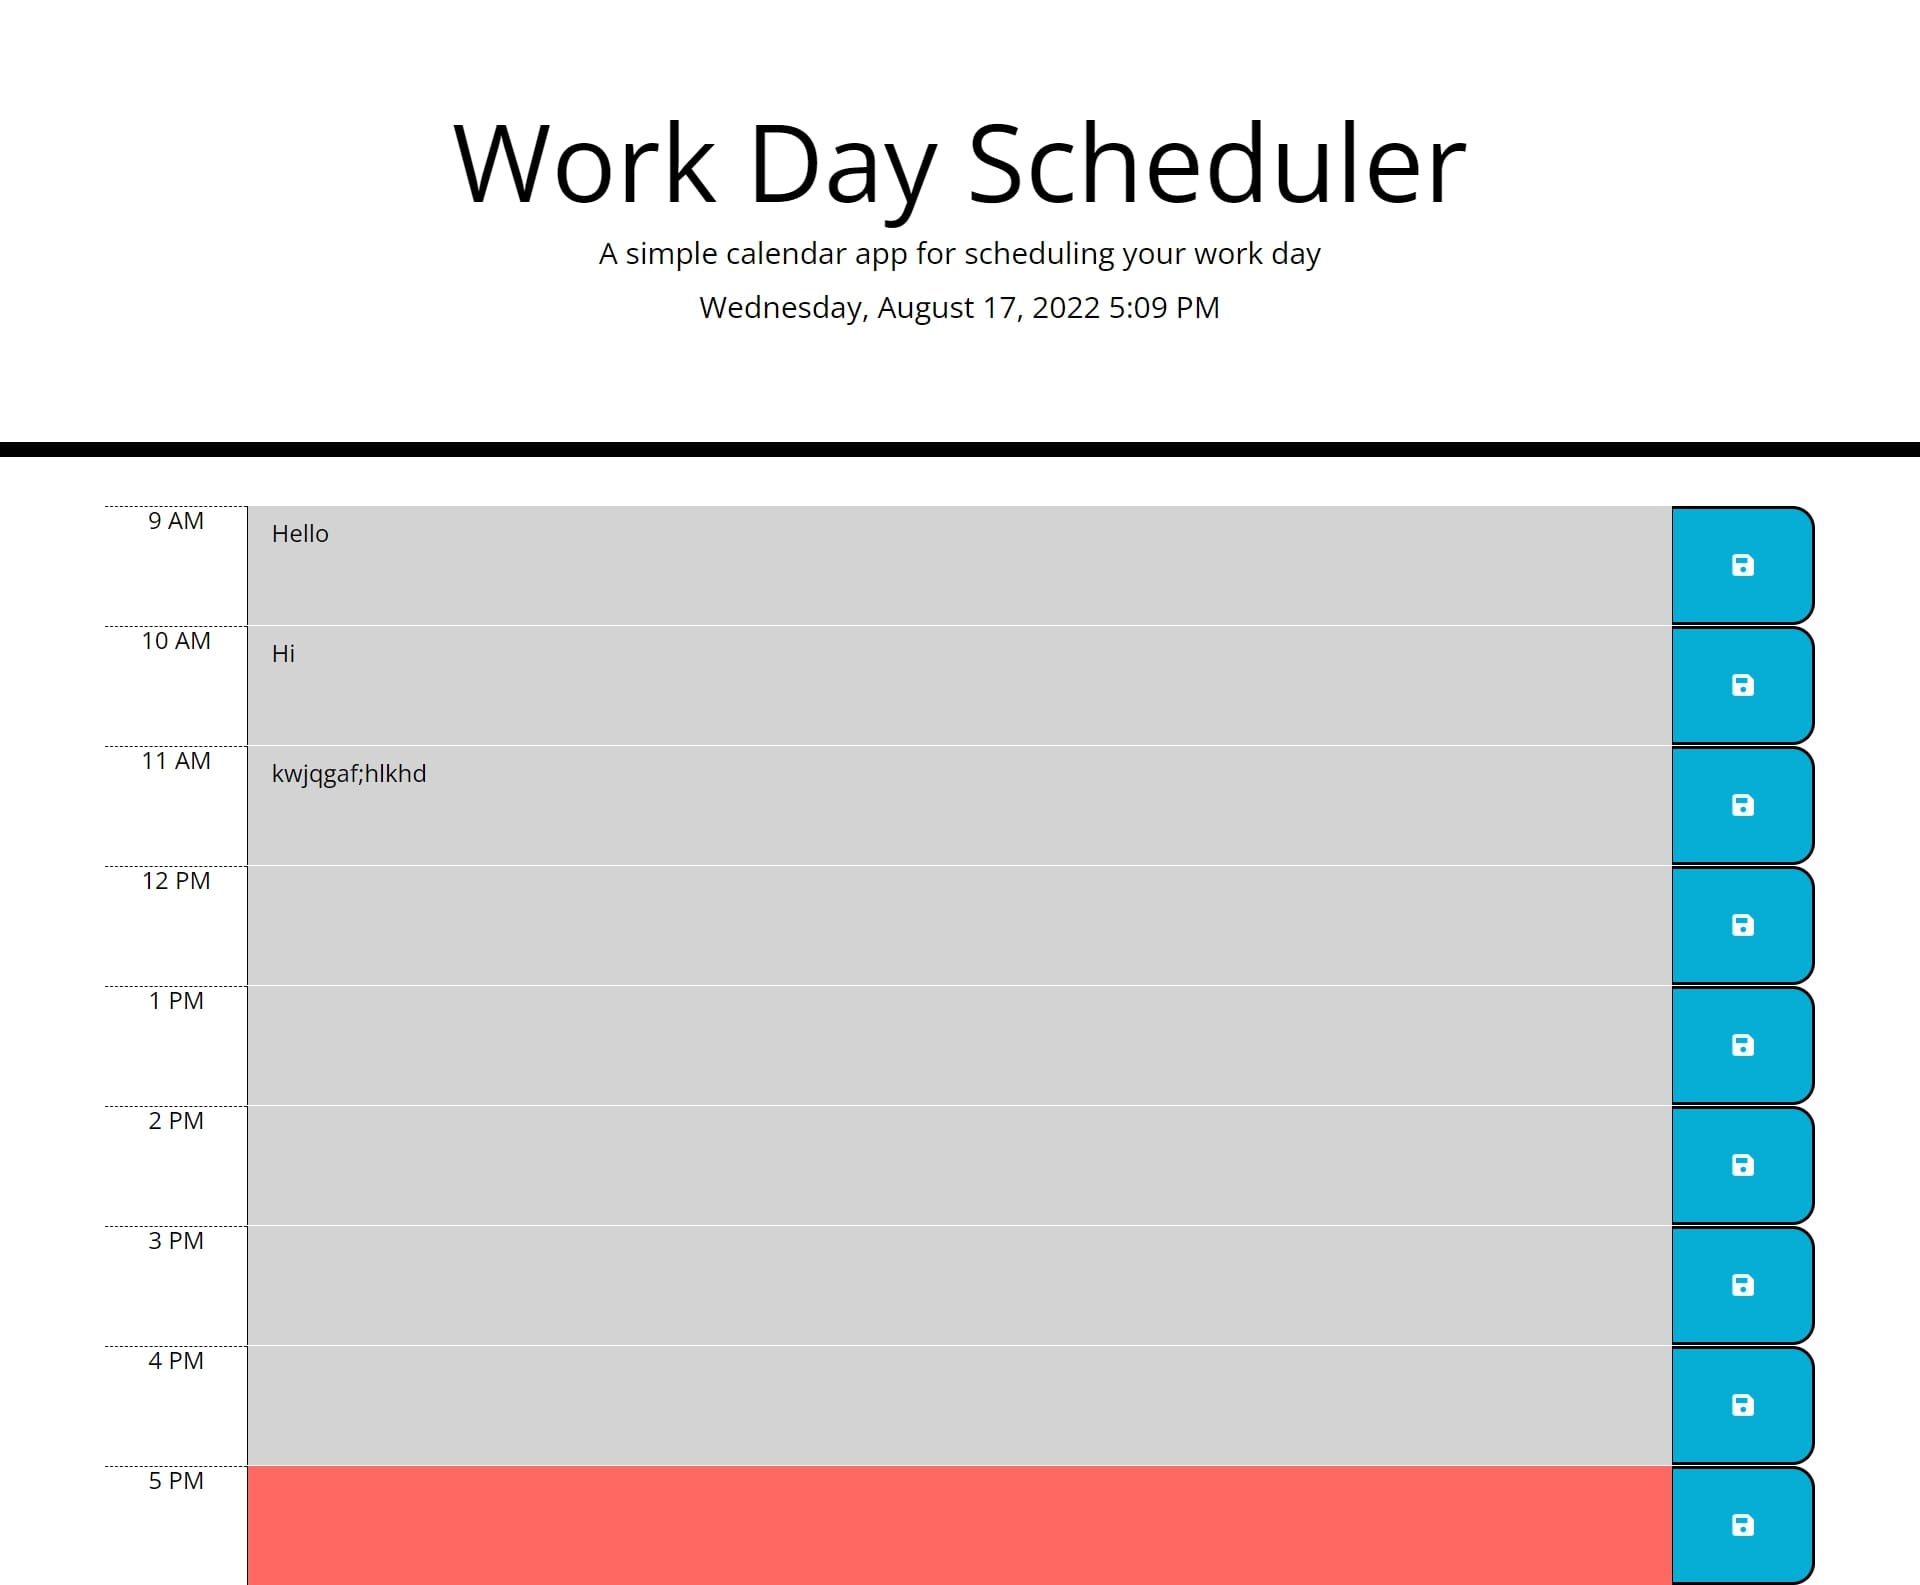 Work Day Scheduler
A simple calendar app for scheduling your work day
Wednesday, August 17, 2022 5:09 PM
9 AM
Hello
10 AM
Hi
11 AM
kwjqgaf;hlkhd
12 PM
1 PM
2 PM
3 PM
4 PM
5 PM